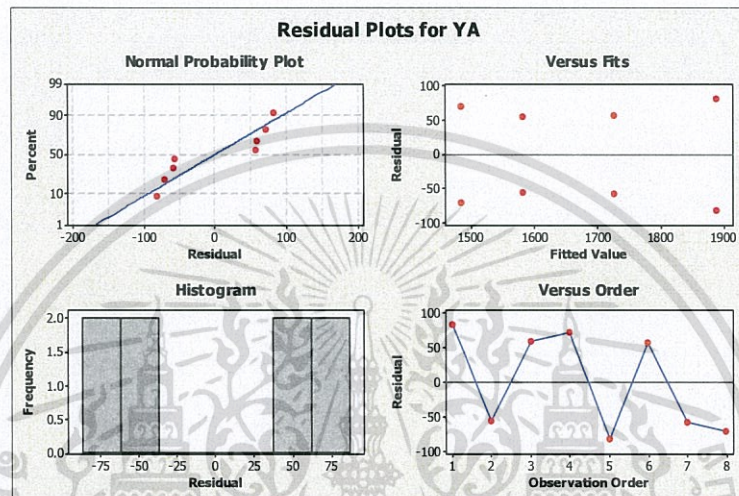 Residual Plots for YA
Normal Probability Plot
Versus Fits
99
90
50
10
1
Percent
-200 -100 0 100 200
Residual
100
50
0
-50
-100
Residual
1500 1600 1700 1800 1900
Fitted Value
Histogram
Versus Order
2.0
1.5
1.0
0.5
0.0
Frequency
-75 -50 -25 0 25 50 75
Residual
100
50
0
-50
-100
Residual
1 2 3 4 5 6 7 8
Observation Order